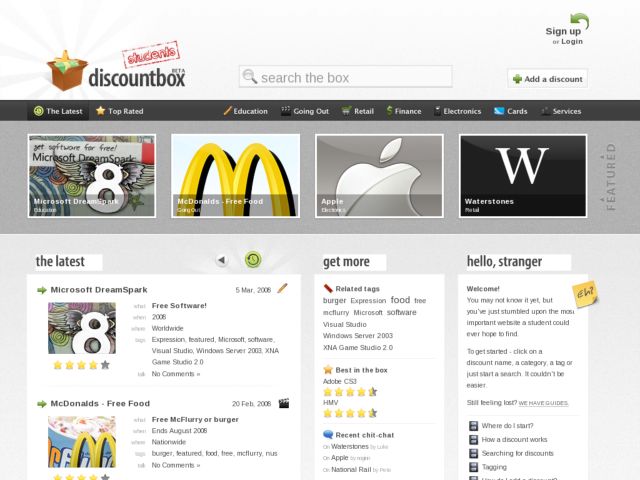 Sign up
or Login
students
discountbox
BETA
search the box
Add a discount
The Latest
Top Rated
Education
Going Out
Retail
Finance
Electronics
Cards
Services
get software for free!
Microsoft DreamSpark
8
Microsoft DreamSpark
Education
McDonalds - Free Food
Going Out
Apple
Electronics
W
Waterstones
Retail
FEATURED
the latest
get more
hello, stranger
Microsoft DreamSpark
5 Mar, 2008
8
what Free Software!
when 2008
where Worldwide
tags Expression, featured, Microsoft, software,
Visual Studio, Windows Server 2003, XNA
Game Studio 2.0
talk No Comments »
McDonalds - Free Food
20 Feb, 2008
what Free McFlurry or burger
when Ends August 2008
where Nationwide
tags burger, featured, food, free, mcflurry, nus
talk No Comments »
Related tags
burger Expression food free
mcflurry Microsoft software
Visual Studio
Windows Server 2003
XNA Game Studio 2.0
Best in the box
Adobe CS3
HMV
Recent chit-chat
On Waterstones by Luke
On Apple by mojim
On National Rail by Pete
Welcome!
Eh?
You may not know it yet, but
you've just stumbled upon the most
important website a student could
ever hope to find.
To get started - click on a
discount name, a category, a tag or
just start a search. It couldn't be
easier.
Still feeling lost? WE HAVE GUIDES.
Where do I start?
How a discount works
Searching for discounts
Tagging
How do I add a discount?